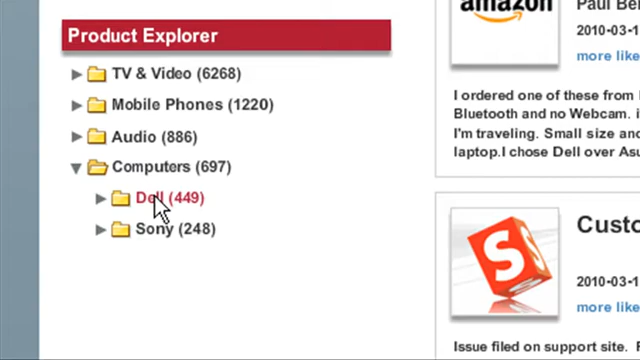 Product Explorer
TV & Video (6268)
Mobile Phones (1220)
Audio (886)
Computers (697)
Dell (449)
Sony (248)
amazon
2010-03-1
more like
I ordered one of these from
Bluetooth and no Webcam.
I'm traveling. Small size and
laptop.I chose Dell over Asu
S
Custo
2010-03-1
more like
Issue filed on support site.